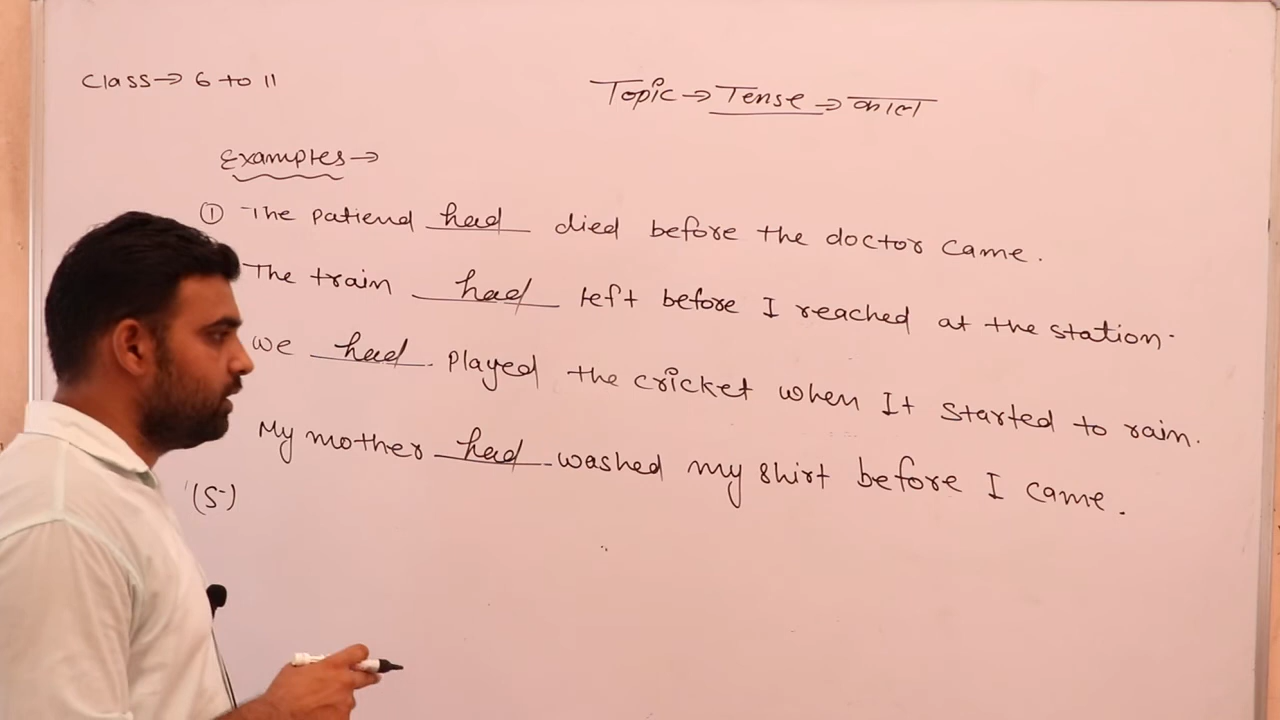 Class→ 6 to 11
Topic → Tense → काल
Examples →
① The patiend had died before the doctor came.
The train had left before I reached at the station.
we had played the cricket when It started to rain.
My mother had washed my shirt before I came.
(5)